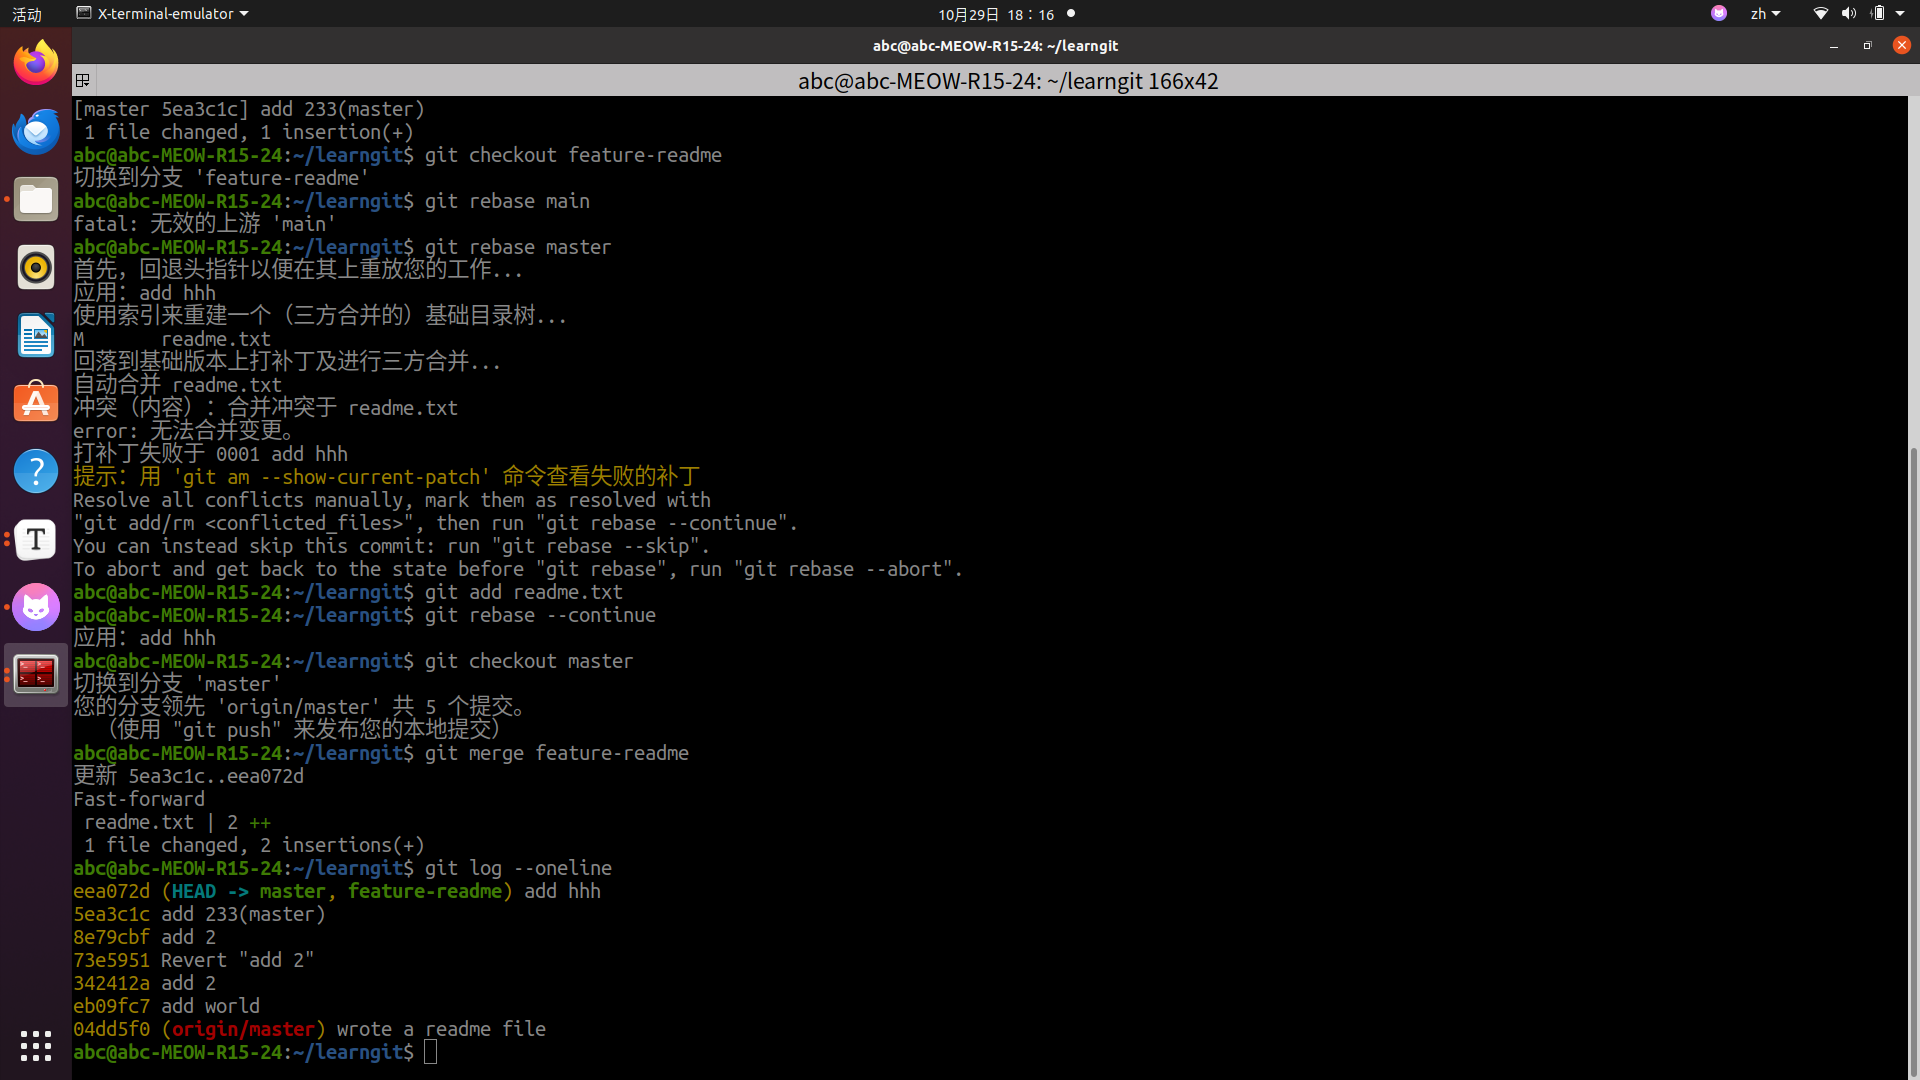 活动
X-terminal-emulator
10月29日 18：16
zh
abc@abc-MEOW-R15-24: ~/learngit
abc@abc-MEOW-R15-24: ~/learngit 166x42
[master 5ea3c1c] add 233(master)
 1 file changed, 1 insertion(+)
abc@abc-MEOW-R15-24:~/learngit$ git checkout feature-readme
切换到分支 'feature-readme'
abc@abc-MEOW-R15-24:~/learngit$ git rebase main
fatal: 无效的上游 'main'
abc@abc-MEOW-R15-24:~/learngit$ git rebase master
首先，回退头指针以便在其上重放您的工作...
应用：add hhh
使用索引来重建一个（三方合并的）基础目录树...
M       readme.txt
回落到基础版本上打补丁及进行三方合并...
自动合并 readme.txt
冲突（内容）：合并冲突于 readme.txt
error: 无法合并变更。
打补丁失败于 0001 add hhh
提示：用 'git am --show-current-patch' 命令查看失败的补丁
Resolve all conflicts manually, mark them as resolved with
"git add/rm <conflicted_files>", then run "git rebase --continue".
You can instead skip this commit: run "git rebase --skip".
To abort and get back to the state before "git rebase", run "git rebase --abort".
abc@abc-MEOW-R15-24:~/learngit$ git add readme.txt
abc@abc-MEOW-R15-24:~/learngit$ git rebase --continue
应用：add hhh
abc@abc-MEOW-R15-24:~/learngit$ git checkout master
切换到分支 'master'
您的分支领先 'origin/master' 共 5 个提交。
  （使用 "git push" 来发布您的本地提交）
abc@abc-MEOW-R15-24:~/learngit$ git merge feature-readme
更新 5ea3c1c..eea072d
Fast-forward
 readme.txt | 2 ++
 1 file changed, 2 insertions(+)
abc@abc-MEOW-R15-24:~/learngit$ git log --oneline
eea072d (HEAD -> master, feature-readme) add hhh
5ea3c1c add 233(master)
8e79cbf add 2
73e5951 Revert "add 2"
342412a add 2
eb09fc7 add world
04dd5f0 (origin/master) wrote a readme file
abc@abc-MEOW-R15-24:~/learngit$